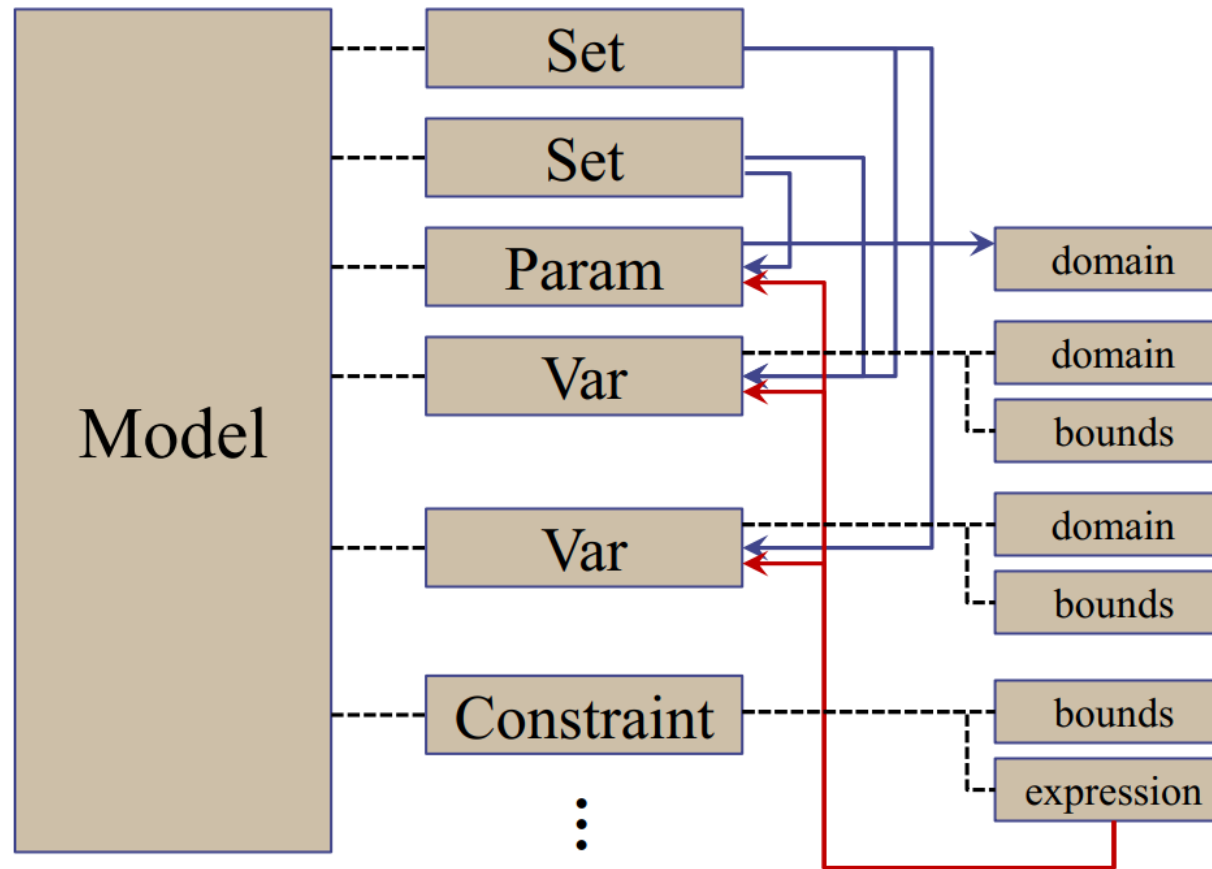 Model
Set
Set
Param
Var
Var
Constraint
domain
domain
bounds
domain
bounds
bounds
expression